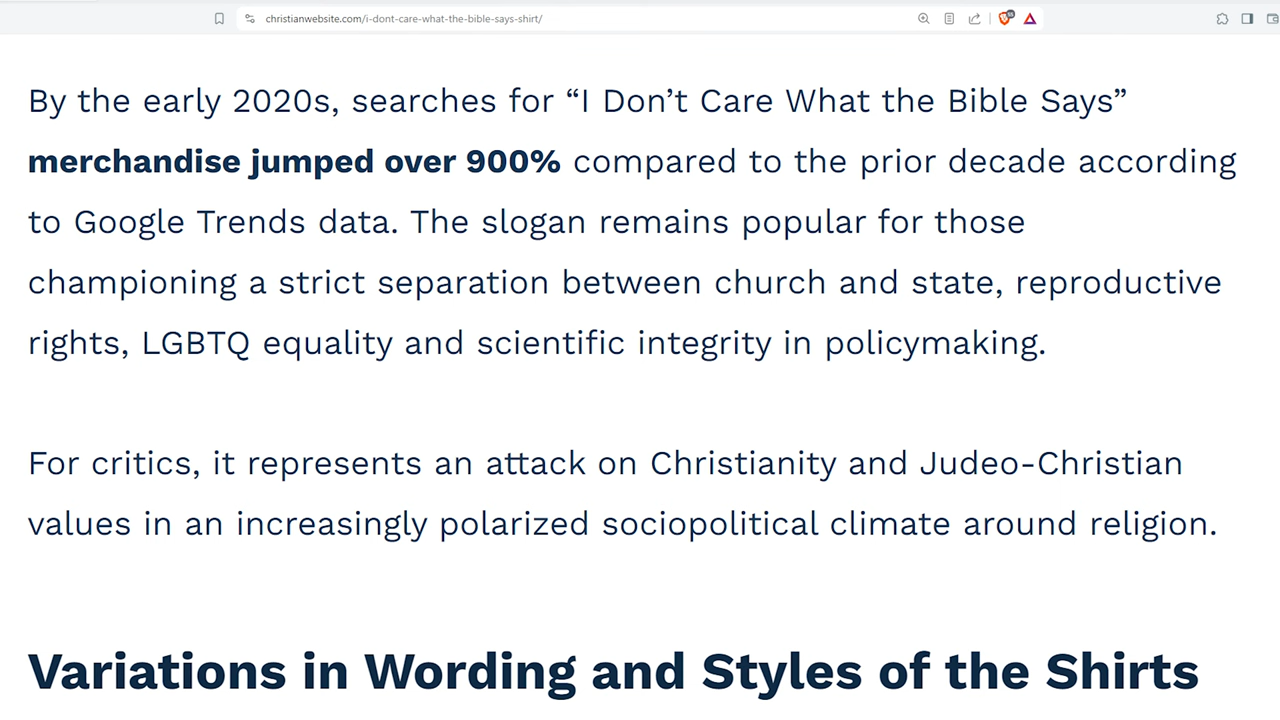 christianwebsite.com/i-dont-care-what-the-bible-says-shirt/
By the early 2020s, searches for “I Don’t Care What the Bible Says”
merchandise jumped over 900% compared to the prior decade according
to Google Trends data. The slogan remains popular for those
championing a strict separation between church and state, reproductive
rights, LGBTQ equality and scientific integrity in policymaking.
For critics, it represents an attack on Christianity and Judeo-Christian
values in an increasingly polarized sociopolitical climate around religion.
Variations in Wording and Styles of the Shirts